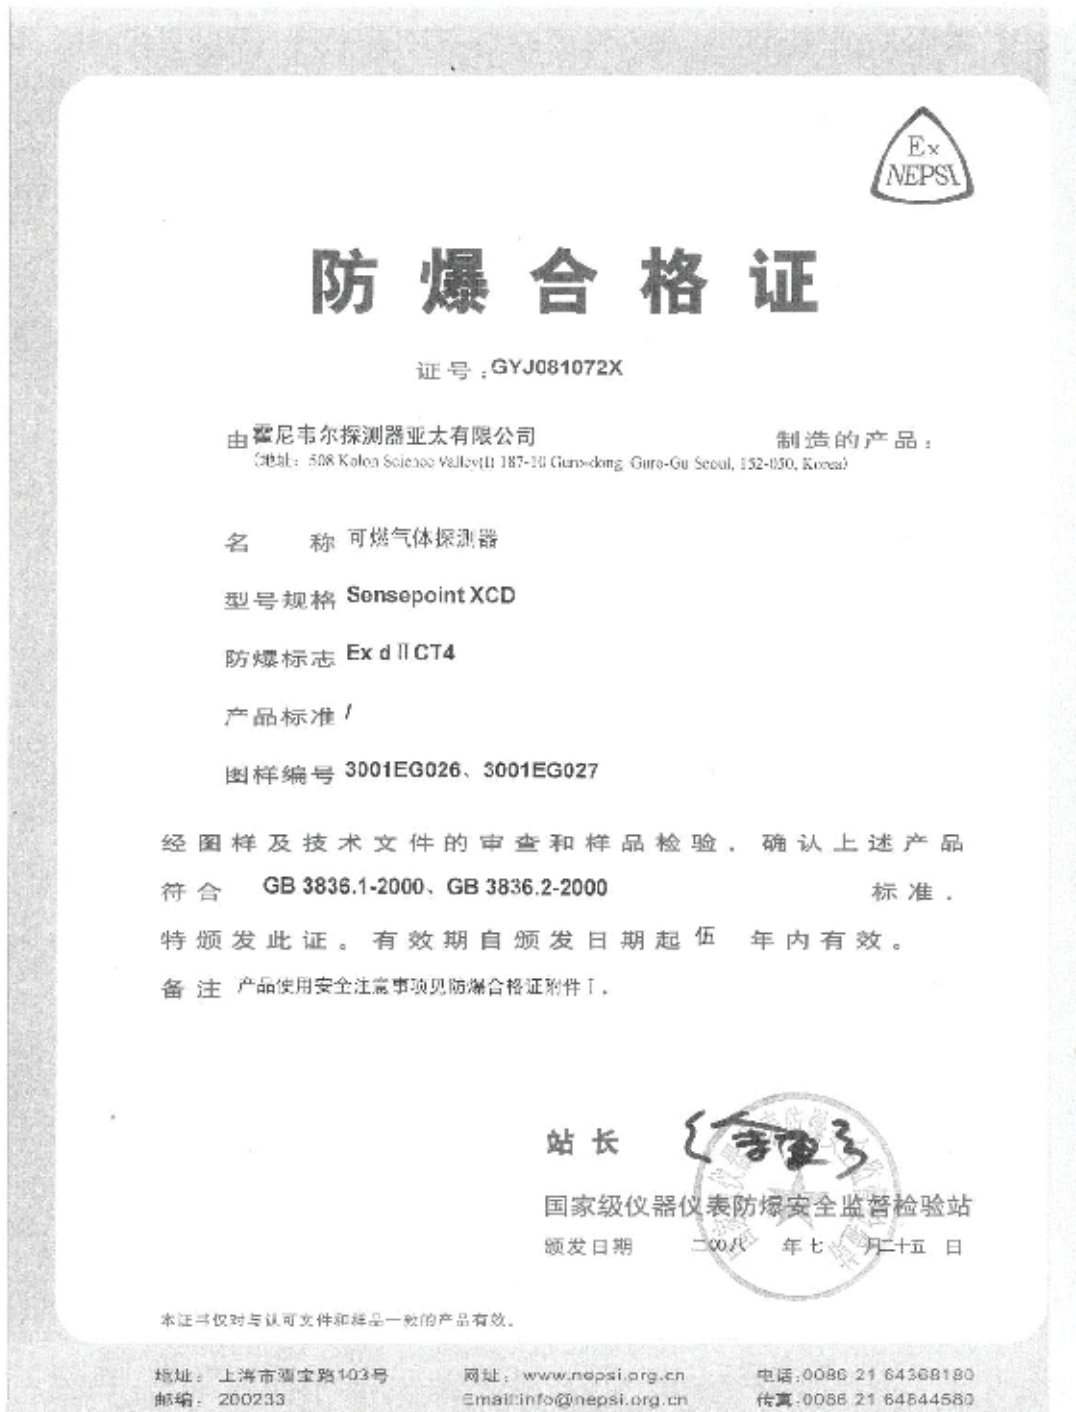 Ex
NEPSI
防爆合格证
证号：GYJ081072X
由霍尼韦尔探测器亚太有限公司 制造的产品：
(地址：508 Kolon Science Valley(I) 187-10 Guro-dong, Guro-Gu Seoul, 152-050, Korea)
名 称 可燃气体探测器
型号规格 Sensepoint XCD
防爆标志 Ex d ⅡCT4
产品标准 /
图样编号 3001EG026、3001EG027
经图样及技术文件的审查和样品检验，确认上述产品
符合 GB 3836.1-2000、GB 3836.2-2000 标准，
特颁发此证。有效期自颁发日期起伍 年内有效。
备注 产品使用安全注意事项见防爆合格证附件Ⅰ。
站长
国家级仪器仪表防爆安全监督检验站
颁发日期 二00八 年七 月二十五 日
本证书仅对与认可文件和样品一致的产品有效。
地址：上海市漕宝路103号 网址：www.nepsi.org.cn 电话:0086 21 64368180
邮编：200233 Email:info@nepsi.org.cn 传真:0086 21 64844580